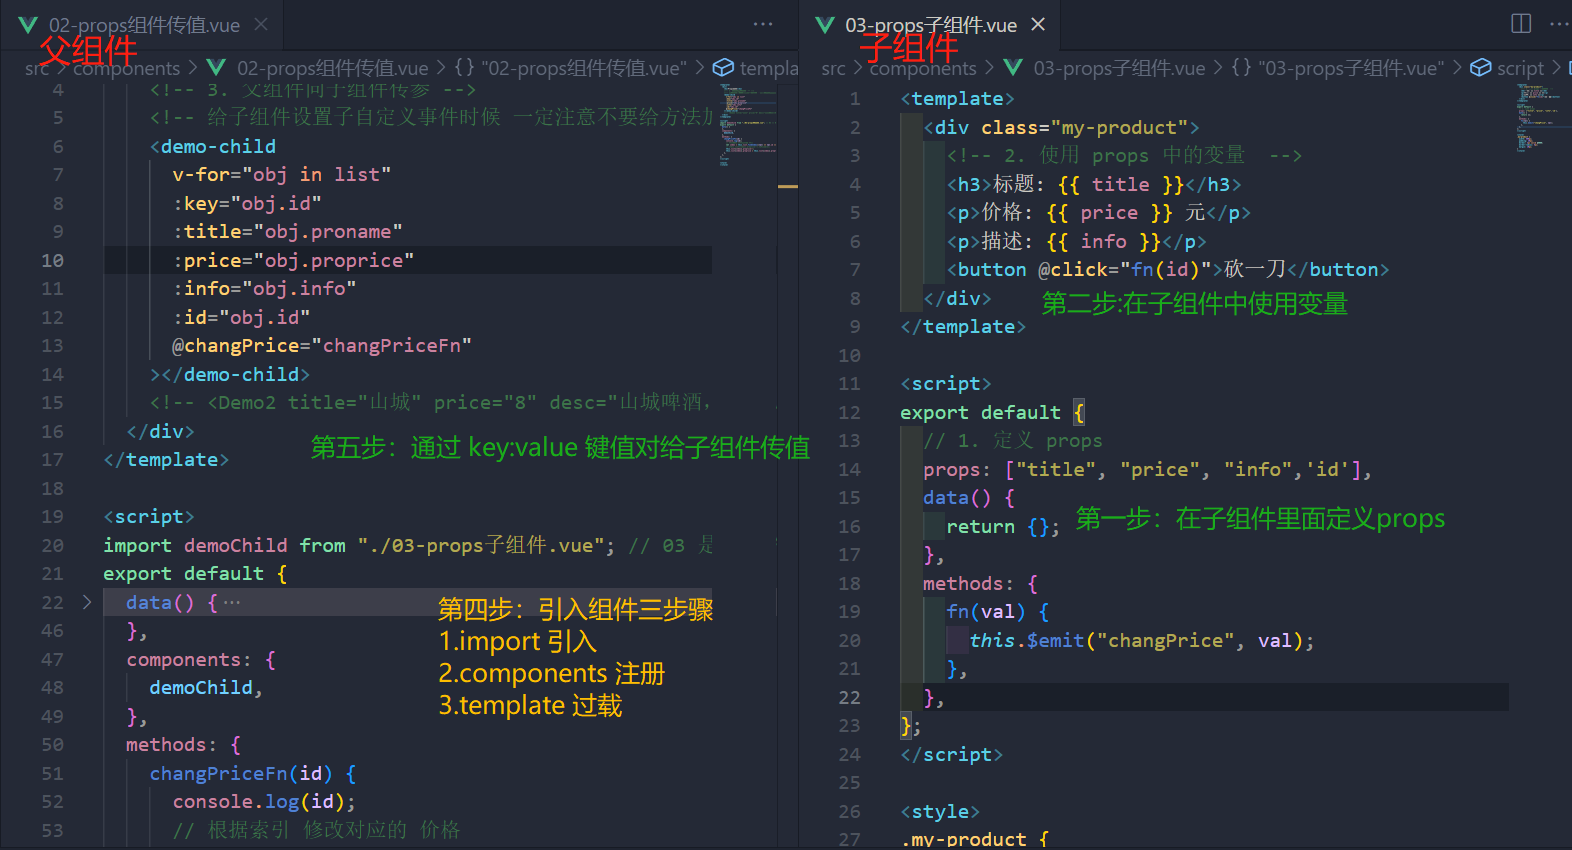 02-props组件传值.vue
父组件
src > components > 02-props组件传值.vue > {} "02-props组件传值.vue" > templa
4 <!-- 3. 父组件向子组件传参 -->
5 <!-- 给子组件设置子自定义事件时候 一定注意不要给方法加
6 <demo-child
7 v-for="obj in list"
8 :key="obj.id"
9 :title="obj.proname"
10 :price="obj.proprice"
11 :info="obj.info"
12 :id="obj.id"
13 @changPrice="changPriceFn"
14 ></demo-child>
15 <!-- <Demo2 title="山城" price="8" desc="山城啤酒,
16 </div>
第五步：通过 key:value 键值对给子组件传值
17 </template>
18
19 <script>
20 import demoChild from "./03-props子组件.vue"; // 03 是
21 export default {
22 data() {…
46 },
47 components: {
48 demoChild,
49 },
第四步：引入组件三步骤
1.import 引入
2.components 注册
3.template 过载
50 methods: {
51 changPriceFn(id) {
52 console.log(id);
53 // 根据索引 修改对应的 价格
03-props子组件.vue
子组件
src > components > 03-props子组件.vue > {} "03-props子组件.vue" > script >
1 <template>
2 <div class="my-product">
3 <!-- 2. 使用 props 中的变量  -->
4 <h3>标题: {{ title }}</h3>
5 <p>价格: {{ price }} 元</p>
6 <p>描述: {{ info }}</p>
7 <button @click="fn(id)">砍一刀</button>
8 </div>
第二步:在子组件中使用变量
9 </template>
10
11 <script>
12 export default {
13 // 1. 定义 props
14 props: ["title", "price", "info",'id'],
15 data() {
16 return {};
第一步：在子组件里面定义props
17 },
18 methods: {
19 fn(val) {
20 this.$emit("changPrice", val);
21 },
22 },
23 };
24 </script>
25
26 <style>
27 .my-product {